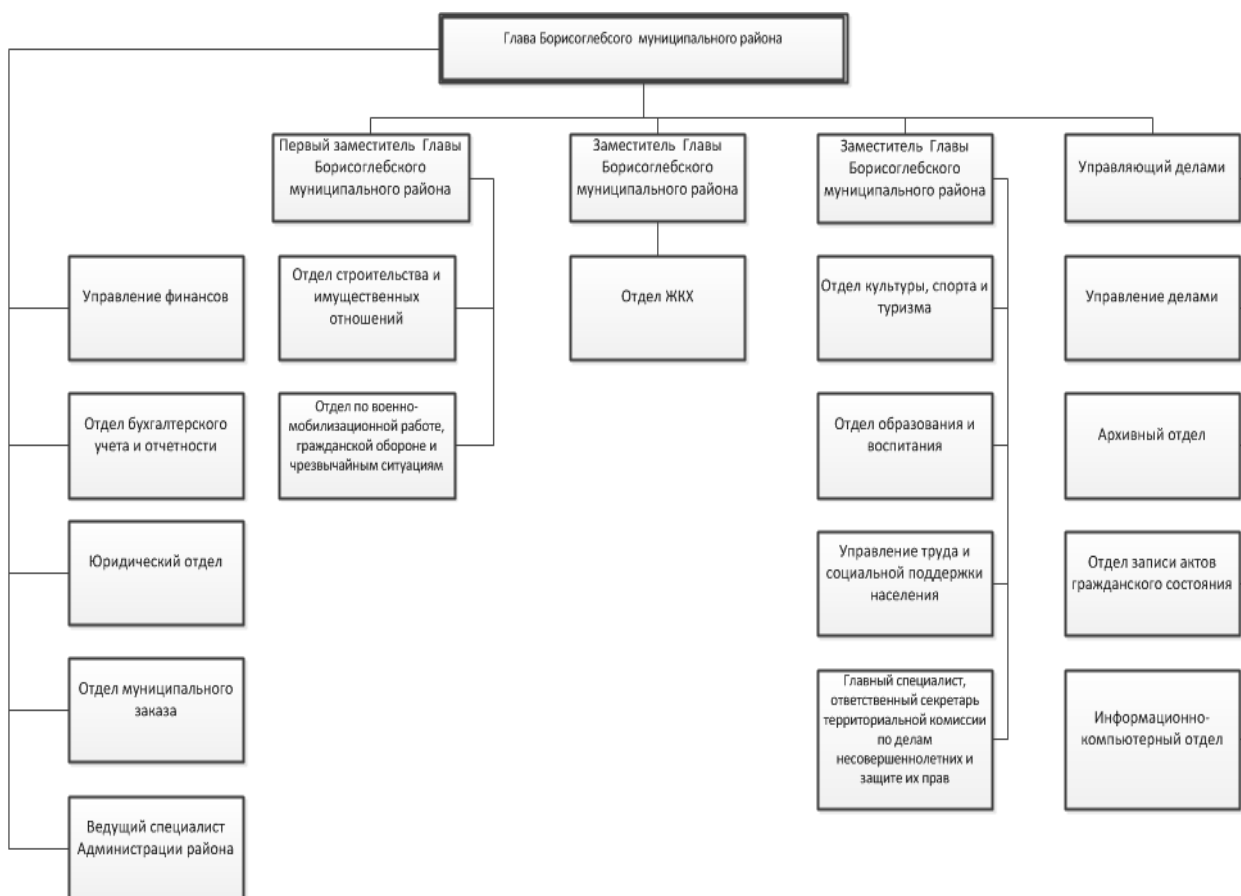 Глава Борисоглебсого муниципального района
Первый заместитель Главы
Борисоглебского
муниципального района
Заместитель Главы
Борисоглебского
муниципального района
Заместитель Главы
Борисоглебского
муниципального района
Управляющий делами
Управление финансов
Отдел строительства и
имущественных
отношений
Отдел ЖКХ
Отдел культуры, спорта и
туризма
Управление делами
Отдел бухгалтерского
учета и отчетности
Отдел по военно-
мобилизационной работе,
гражданской обороне и
чрезвычайным ситуациям
Отдел образования и
воспитания
Архивный отдел
Юридический отдел
Управление труда и
социальной поддержки
населения
Отдел записи актов
гражданского состояния
Отдел муниципального
заказа
Главный специалист,
ответственный секретарь
территориальной комиссии
по делам
несовершеннолетних и
защите их прав
Информационно-
компьютерный отдел
Ведущий специалист
Администрации района